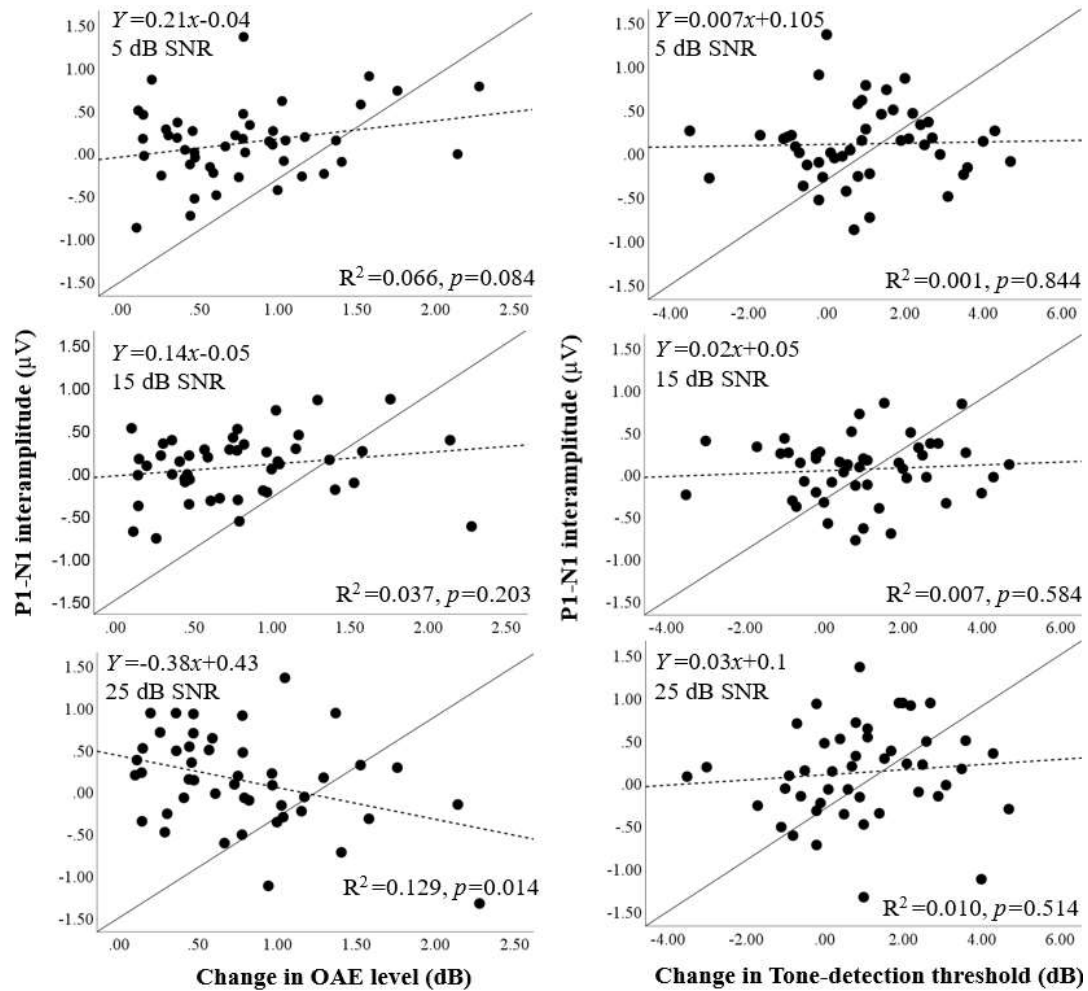 Y=0.21x-0.04
5 dB SNR
1.50
1.00
.50
.00
-.50
-1.00
-1.50
R²=0.066, p=0.084
.00 .50 1.00 1.50 2.00 2.50
Y=0.007x+0.105
5 dB SNR
1.50
1.00
.50
.00
-.50
-1.00
-1.50
R²=0.001, p=0.844
-4.00 -2.00 .00 2.00 4.00 6.00
P1-N1 interamplitude (µV)
Y=0.14x-0.05
15 dB SNR
1.50
1.00
.50
.00
-.50
-1.00
-1.50
R²=0.037, p=0.203
.00 .50 1.00 1.50 2.00 2.50
P1-N1 interamplitude (µV)
Y=0.02x+0.05
15 dB SNR
1.50
1.00
.50
.00
-.50
-1.00
-1.50
R²=0.007, p=0.584
-4.00 -2.00 .00 2.00 4.00 6.00
Y=-0.38x+0.43
25 dB SNR
1.50
1.00
.50
.00
-.50
-1.00
-1.50
R²=0.129, p=0.014
.00 .50 1.00 1.50 2.00 2.50
Change in OAE level (dB)
Y=0.03x+0.1
25 dB SNR
1.50
1.00
.50
.00
-.50
-1.00
-1.50
R²=0.010, p=0.514
-4.00 -2.00 .00 2.00 4.00 6.00
Change in Tone-detection threshold (dB)